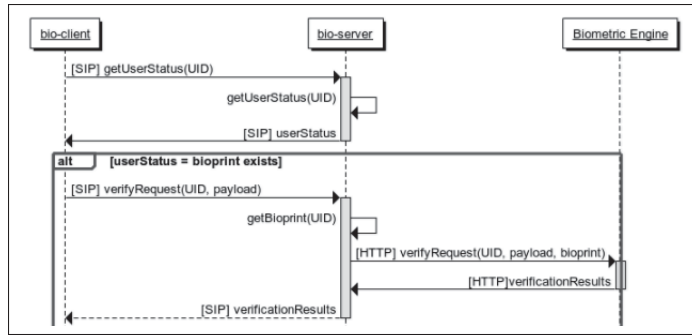 bio-client
bio-server
Biometric Engine
[SIP] getUserStatus(UID)
getUserStatus(UID)
[SIP] userStatus
alt [userStatus = bioprint exists]
[SIP] verifyRequest(UID, payload)
getBioprint(UID)
[HTTP] verifyRequest(UID, payload, bioprint)
[HTTP]verificationResults
[SIP] verificationResults